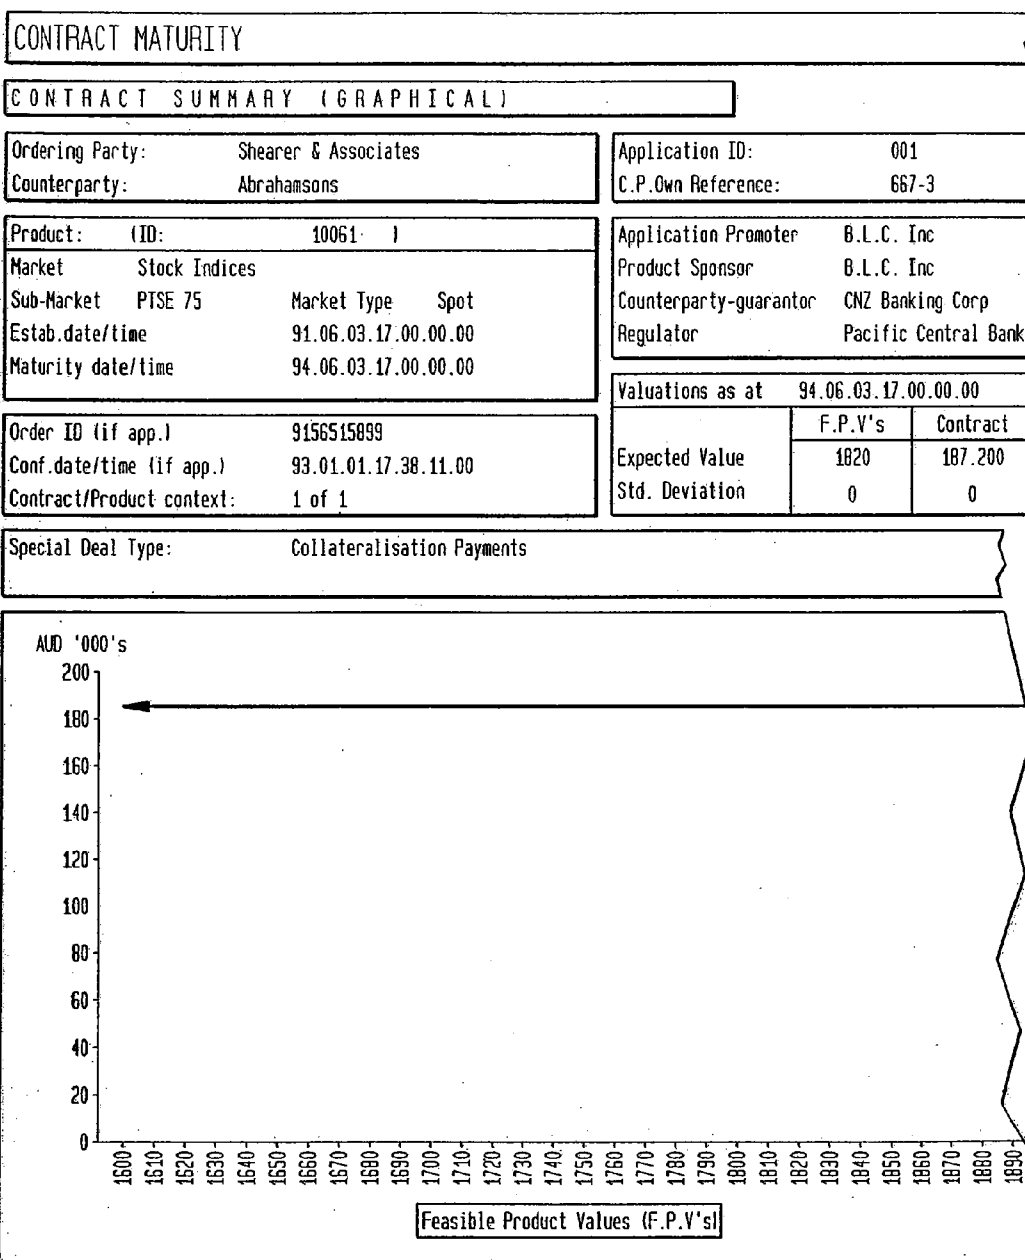 CONTRACT MATURITY
CONTRACT SUMMARY (GRAPHICAL)
Ordering Party: Shearer & Associates
Counterparty: Abrahamsons
Application ID: 001
C.P.Own Reference: 667-3
Product: (ID: 10061 )
Market Stock Indices
Sub-Market PTSE 75 Market Type Spot
Estab.date/time 91.06.03.17.00.00.00
Maturity date/time 94.06.03.17.00.00.00
Application Promoter B.L.C. Inc
Product Sponsor B.L.C. Inc
Counterparty-guarantor CNZ Banking Corp
Regulator Pacific Central Bank
Order ID (if app.) 9156515899
Conf.date/time (if app.) 93.01.01.17.38.11.00
Contract/Product context: 1 of 1
Valuations as at 94.06.03.17.00.00.00
F.P.V's Contract
Expected Value 1820 187.200
Std. Deviation 0 0
Special Deal Type: Collateralisation Payments
AUD '000's
200
180
160
140
120
100
80
60
40
20
0
1600 1610 1620 1630 1640 1650 1660 1670 1680 1690 1700 1710 1720 1730 1740 1750 1760 1770 1780 1790 1800 1810 1820 1830 1840 1850 1860 1870 1880 1890
Feasible Product Values (F.P.V's)